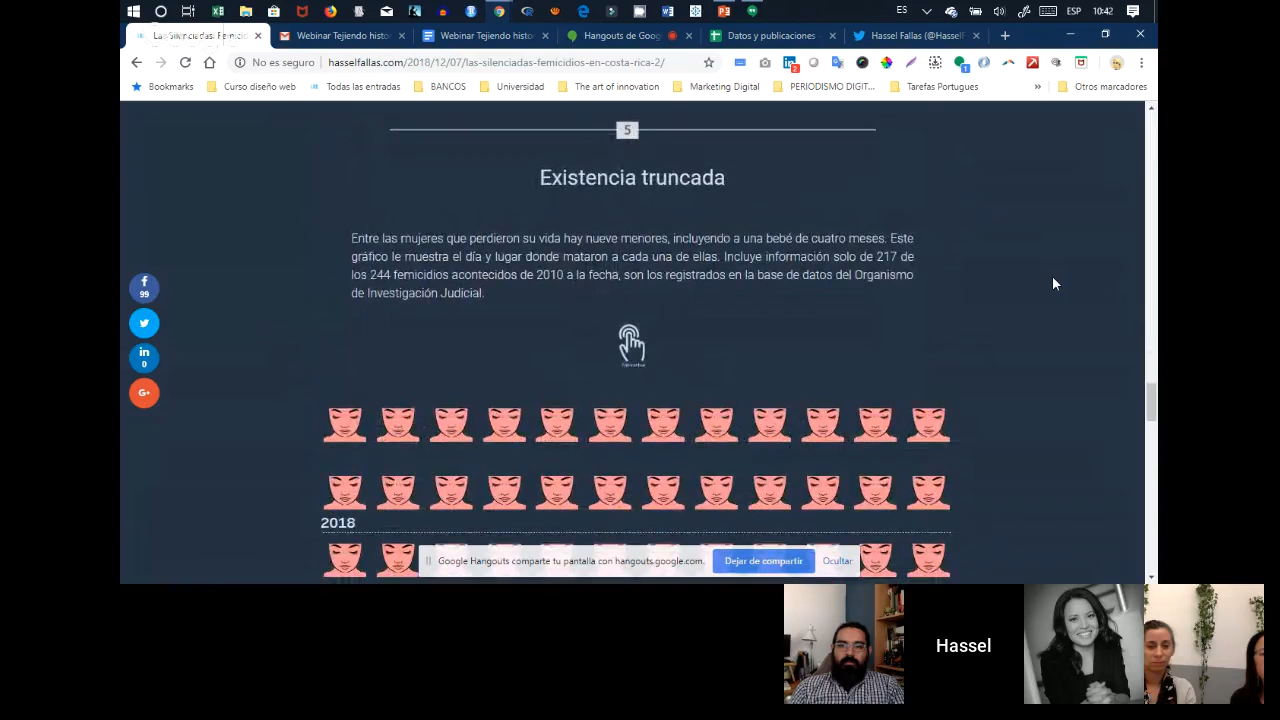 ES
ESP
10:42
Las Silenciadas: Femicid
Webinar Tejiendo histo
Webinar Tejiendo histo
Hangouts de Goog
Datos y publicaciones
Hassel Fallas (@HasselF
No es seguro
hasselfallas.com/2018/12/07/las-silenciadas-femicidios-en-costa-rica-2/
2
1
Bookmarks
Curso diseño web
Todas las entradas
BANCOS
Universidad
The art of innovation
Marketing Digital
PERIODISMO DIGIT...
Tarefas Portugues
»
Otros marcadores
5
Existencia truncada
Entre las mujeres que perdieron su vida hay nueve menores, incluyendo a una bebé de cuatro meses. Este
gráfico le muestra el día y lugar donde mataron a cada una de ellas. Incluye información solo de 217 de
los 244 femicidios acontecidos de 2010 a la fecha, son los registrados en la base de datos del Organismo
de Investigación Judicial.
f
99
in
0
G+
2018
Google Hangouts comparte tu pantalla con hangouts.google.com.
Dejar de compartir
Ocultar
Hassel